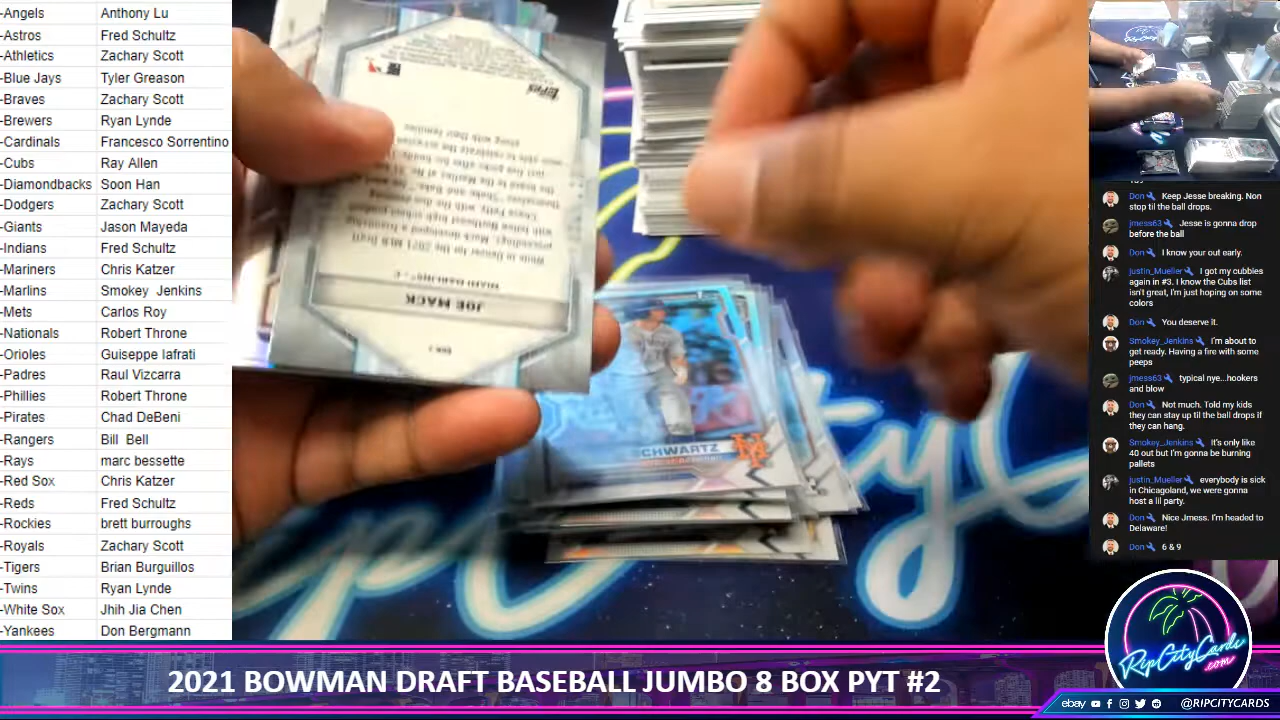 -Angels Anthony Lu
-Astros Fred Schultz
-Athletics Zachary Scott
-Blue Jays Tyler Greason
-Braves Zachary Scott
-Brewers Ryan Lynde
-Cardinals Francesco Sorrentino
-Cubs Ray Allen
-Diamondbacks Soon Han
-Dodgers Zachary Scott
-Giants Jason Mayeda
-Indians Fred Schultz
-Mariners Chris Katzer
-Marlins Smokey Jenkins
-Mets Carlos Roy
-Nationals Robert Throne
-Orioles Guiseppe Iafrati
-Padres Raul Vizcarra
-Phillies Robert Throne
-Pirates Chad DeBeni
-Rangers Bill Bell
-Rays marc bessette
-Red Sox Chris Katzer
-Reds Fred Schultz
-Rockies brett burroughs
-Royals Zachary Scott
-Tigers Brian Burguillos
-Twins Ryan Lynde
-White Sox Jhih Jia Chen
-Yankees Don Bergmann
Topps
JOE MACK
MIAMI MARLINS - C
SCHWARTZ
Don Keep Jesse breaking. Non
stop til the ball drops.
jmess63 Jesse is gonna drop
before the ball
Don I know your out early.
justin_Mueller I got my cubbies
again in #3. I know the Cubs list
isn't great, I'm just hoping on some
colors
Don You deserve it.
Smokey_Jenkins I'm about to
get ready. Having a fire with some
peeps
jmess63 typical nye...hookers
and blow
Don Not much. Told my kids
they can stay up til the ball drops if
they can hang.
Smokey_Jenkins It's only like
40 out but I'm gonna be burning
pallets
justin_Mueller everybody is sick
in Chicagoland, we were gonna
host a lil party.
Don Nice Jmess. I'm headed to
Delaware!
Don 6 & 9
RipCityCards
.com
2021 BOWMAN DRAFT BASEBALL JUMBO 8 BOX PYT #2
ebay @RIPCITYCARDS